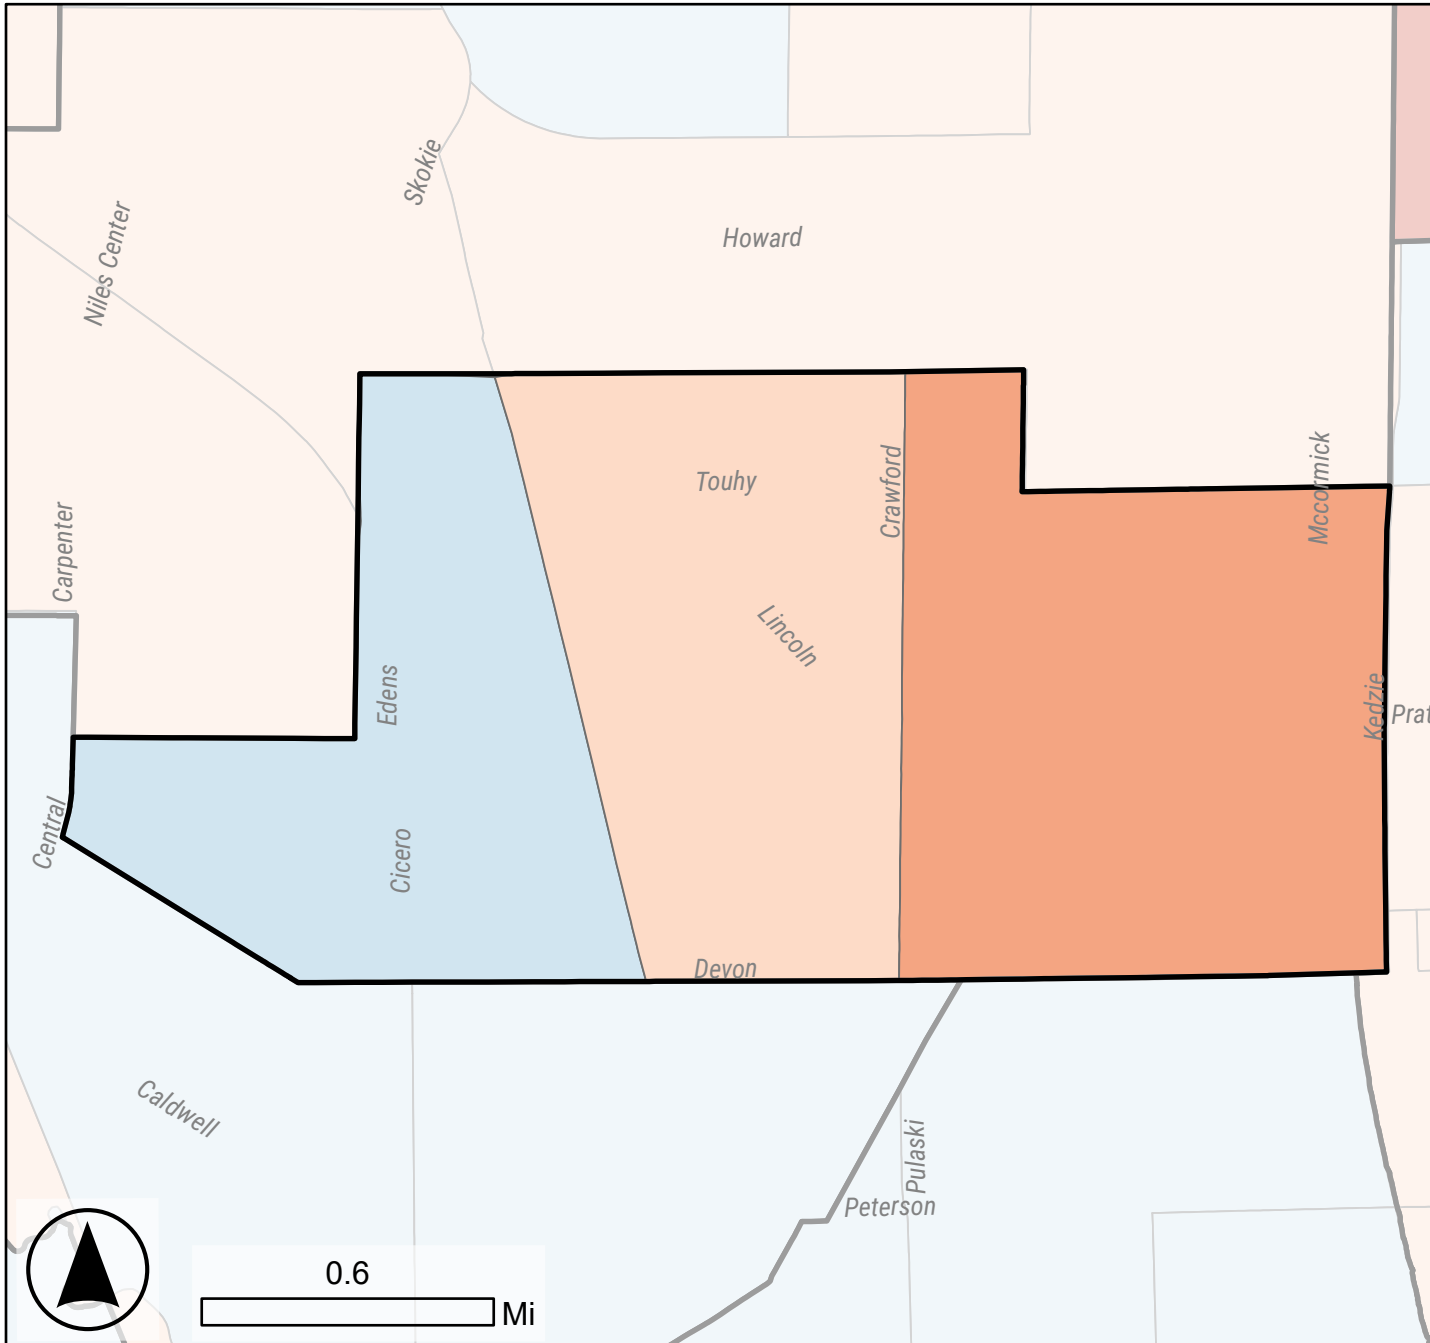 Skokie
Niles Center
Howard
Touhy
Crawford
Mccormick
Carpenter
Lincoln
Edens
Kedzie
Prat
Central
Cicero
Devon
Caldwell
Pulaski
Peterson
0.6
Mi